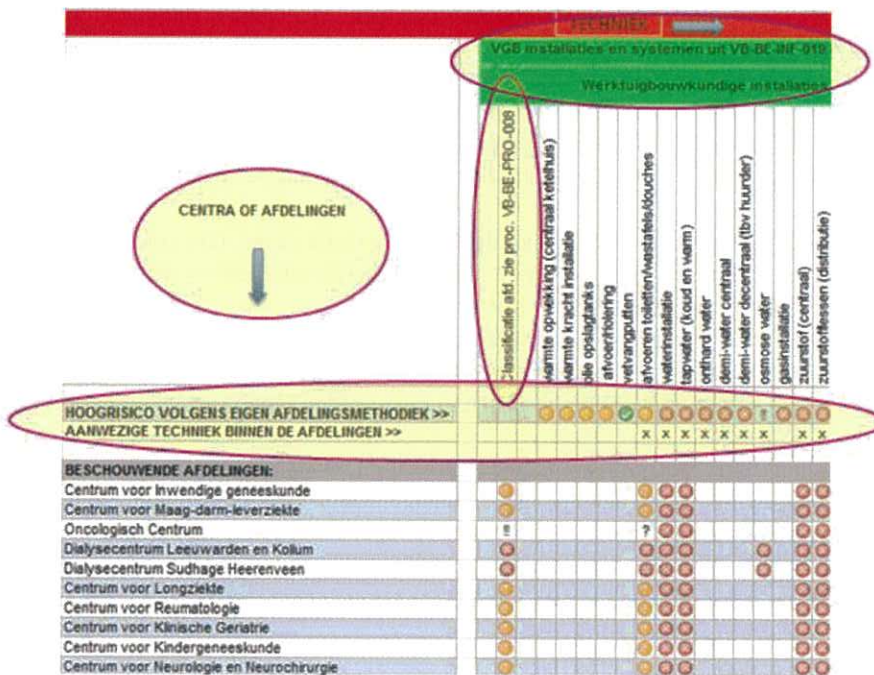 TECHNIEK
VGB installaties en systemen uit VB-BE-INF-019
Werktuigbouwkundige installaties
CENTRA OF AFDELINGEN
Classificatie afd. zie proc. VB-BE-PRO-008
warmte opwekking (centraal ketelhuis)
warmte kracht installatie
olie opslagtanks
afvoer/riolering
vetvangputten
afvoeren toiletten/wastafels/douches
waterinstallatie
tapwater (koud en warm)
onthard water
demi-water centraal
demi-water decentraal (tbv huurder)
osmose water
gasinstallatie
zuurstof (centraal)
zuurstofflessen (distributie)
HOOGRISICO VOLGENS EIGEN AFDELINGSMETHODIEK >> !!
AANWEZIGE TECHNIEK BINNEN DE AFDELINGEN >> x x x x x x x x x
BESCHOUWENDE AFDELINGEN:
Centrum voor Inwendige geneeskunde
Centrum voor Maag-darm-leverziekte
Oncologisch Centrum !! ?
Dialysecentrum Leeuwarden en Kollum
Dialysecentrum Sudhage Heerenveen
Centrum voor Longziekte
Centrum voor Reumatologie
Centrum voor Klinische Geriatrie
Centrum voor Kindergeneeskunde
Centrum voor Neurologie en Neurochirurgie